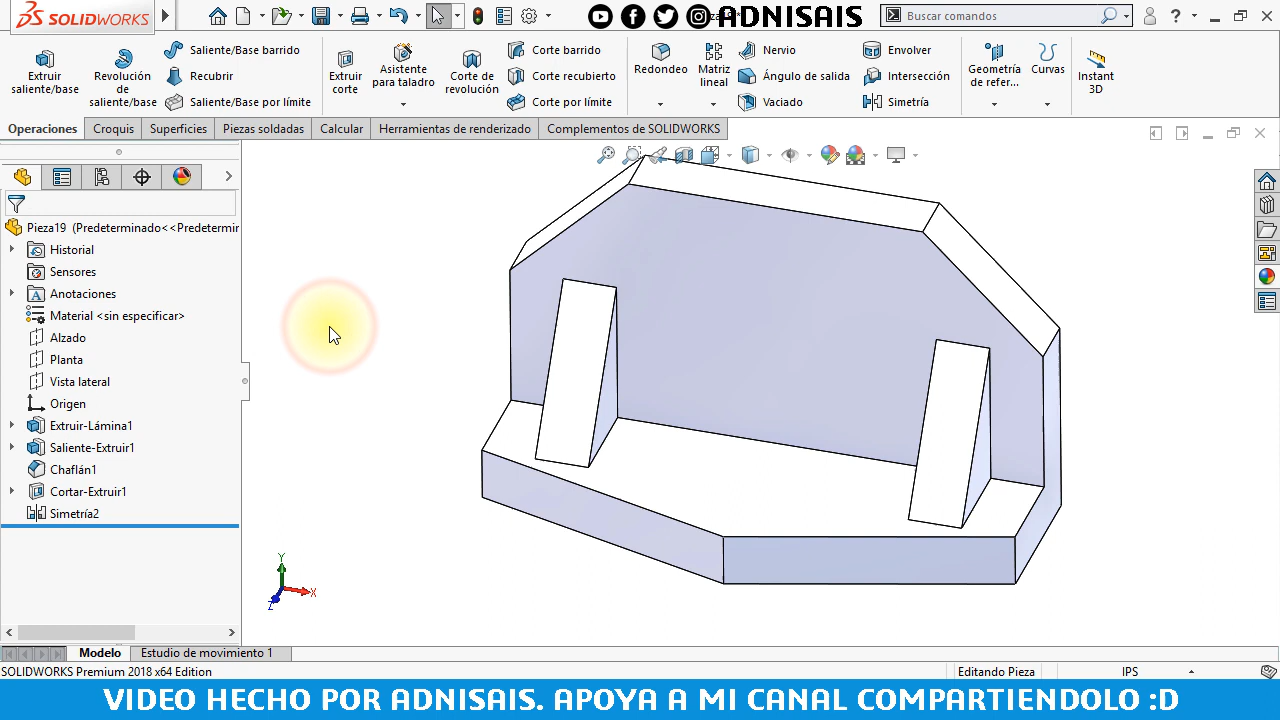 SOLIDWORKS
ADNISAIS
Buscar comandos
Extruir saliente/base
Revolución de saliente/base
Saliente/Base barrido
Recubrir
Saliente/Base por límite
Extruir corte
Asistente para taladro
Corte de revolución
Corte barrido
Corte recubierto
Corte por límite
Redondeo
Matriz lineal
Nervio
Ángulo de salida
Vaciado
Envolver
Intersección
Simetría
Geometría de refer...
Curvas
Instant 3D
Operaciones
Croquis
Superficies
Piezas soldadas
Calcular
Herramientas de renderizado
Complementos de SOLIDWORKS
Pieza19 (Predeterminado<<Predetermin
Historial
Sensores
Anotaciones
Material <sin especificar>
Alzado
Planta
Vista lateral
Origen
Extruir-Lámina1
Saliente-Extruir1
Chaflán1
Cortar-Extruir1
Simetría2
Y
X
Z
Modelo
Estudio de movimiento 1
SOLIDWORKS Premium 2018 x64 Edition
Editando Pieza
IPS
VIDEO HECHO POR ADNISAIS. APOYA A MI CANAL COMPARTIENDOLO :D